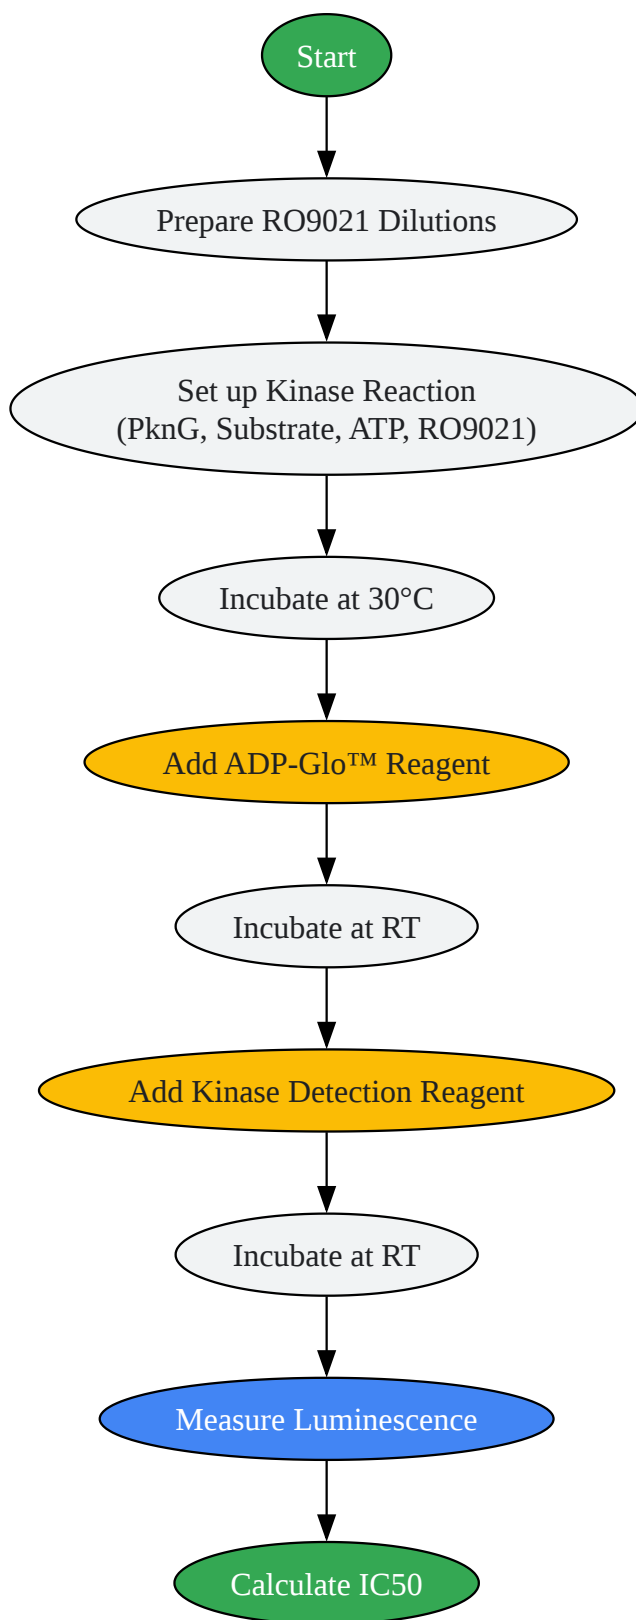 Start
Prepare RO9021 Dilutions
Set up Kinase Reaction
(PknG, Substrate, ATP, RO9021)
Incubate at 30°C
Add ADP-Glo™ Reagent
Incubate at RT
Add Kinase Detection Reagent
Incubate at RT
Measure Luminescence
Calculate IC50